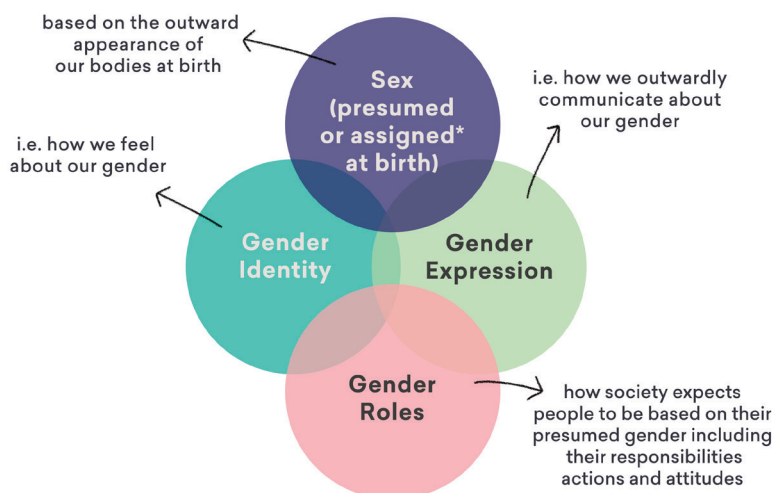 based on the outward
appearance of
our bodies at birth
Sex
(presumed
or assigned*
at birth)
i.e. how we outwardly
communicate about
our gender
i.e. how we feel
about our gender
Gender
Identity
Gender
Expression
Gender
Roles
how society expects
people to be based on their
presumed gender including
their responsibilities
actions and attitudes